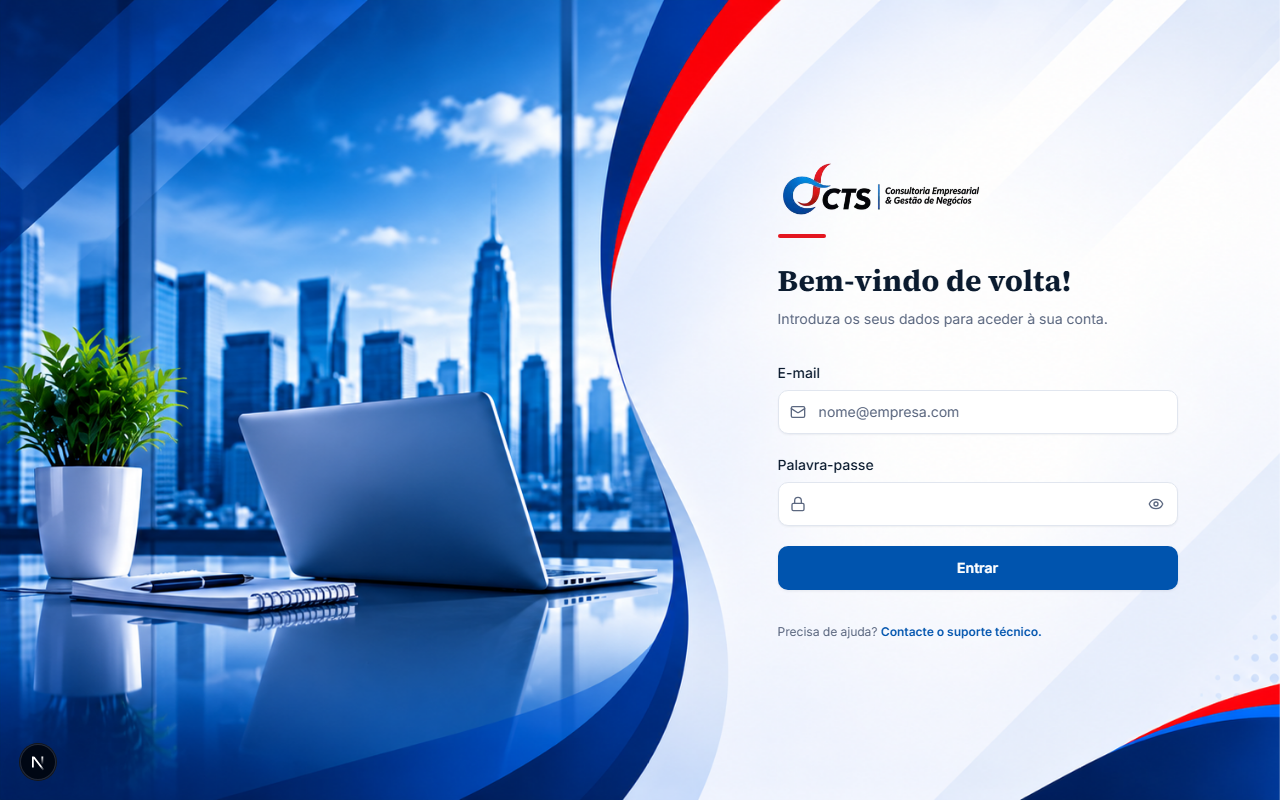 CTS
Consultoria Empresarial
& Gestão de Negócios
Bem-vindo de volta!
Introduza os seus dados para aceder à sua conta.
E-mail
nome@empresa.com
Palavra-passe
Entrar
Precisa de ajuda? Contacte o suporte técnico.
N